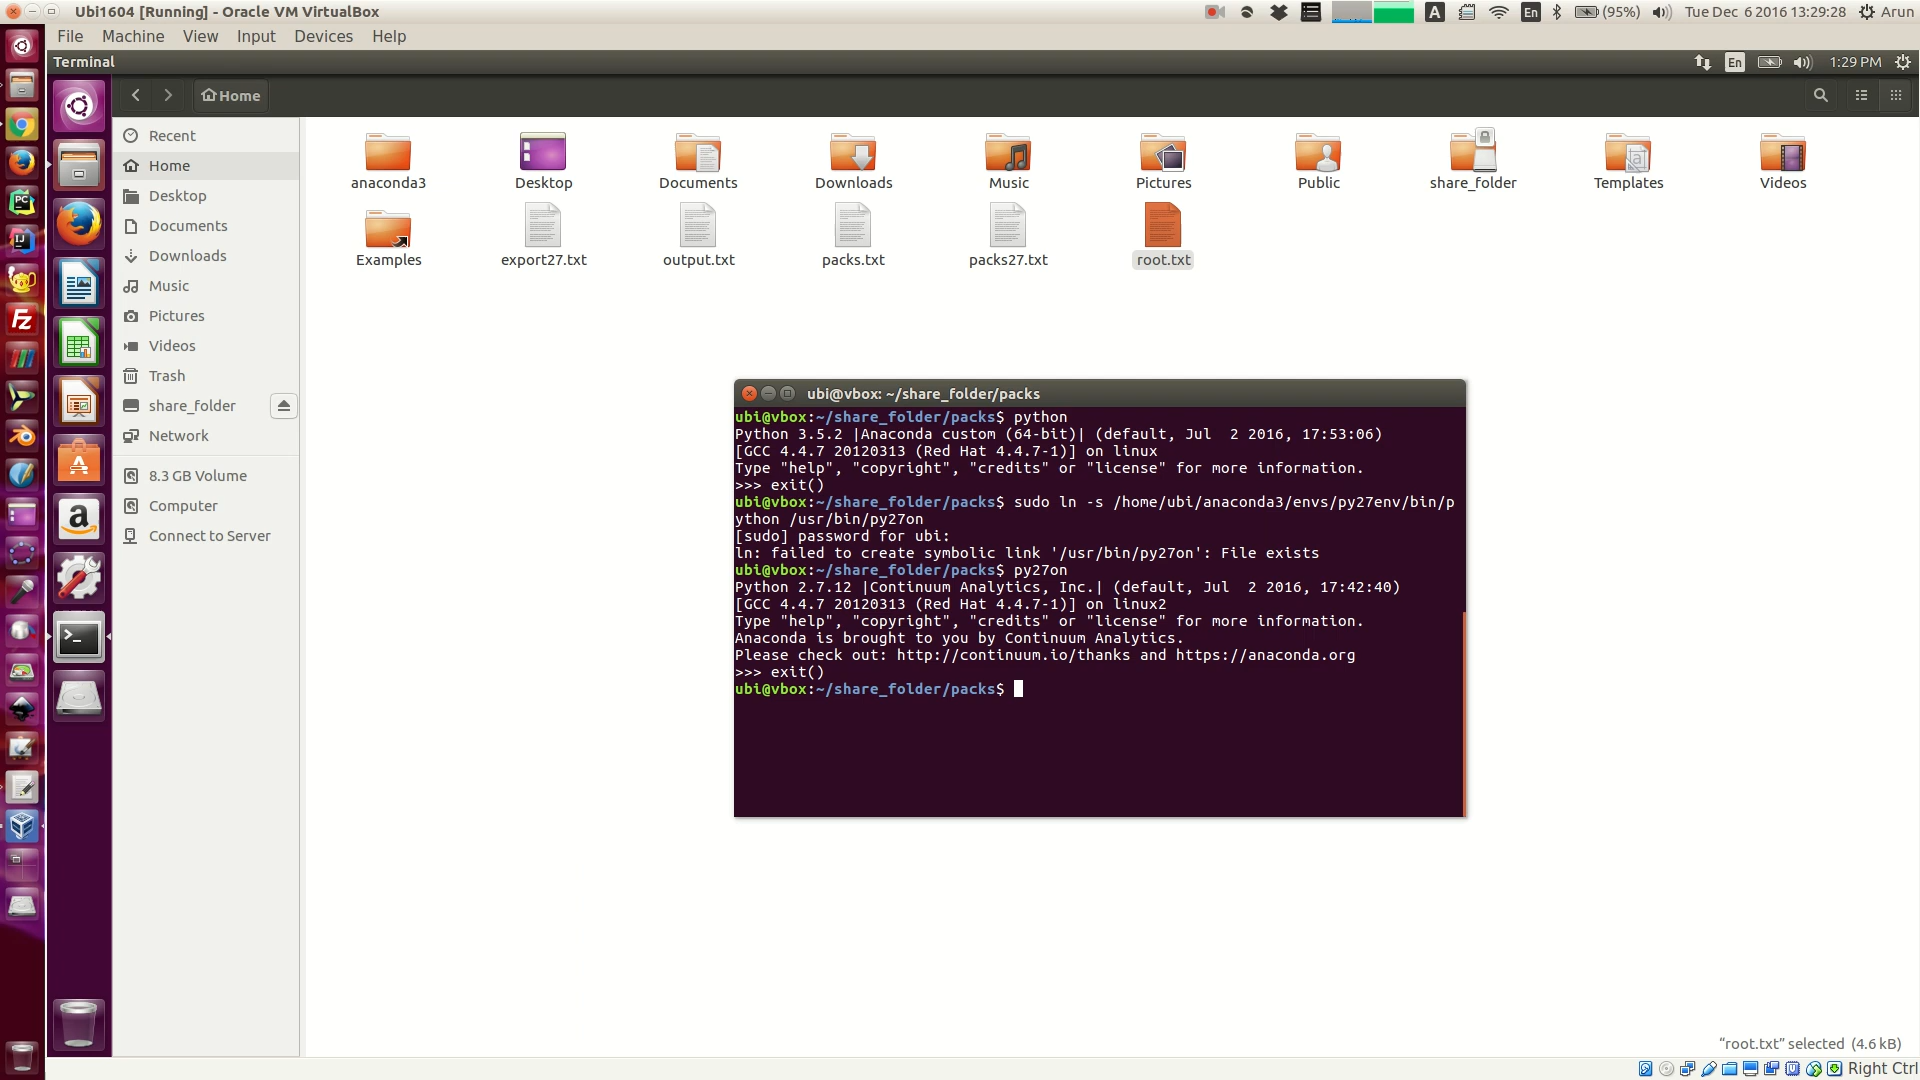 Ubi1604 [Running] - Oracle VM VirtualBox
A
En
(95%)
Tue Dec 6 2016 13:29:28
Arun
File Machine View Input Devices Help
Terminal
En
1:29 PM
Home
Recent
Home
Desktop
Documents
Downloads
Music
Pictures
Videos
Trash
share_folder
Network
8.3 GB Volume
Computer
Connect to Server
anaconda3
Desktop
Documents
Downloads
Music
Pictures
Public
share_folder
Templates
Videos
Examples
export27.txt
output.txt
packs.txt
packs27.txt
root.txt
ubi@vbox: ~/share_folder/packs
ubi@vbox:~/share_folder/packs$ python
Python 3.5.2 |Anaconda custom (64-bit)| (default, Jul  2 2016, 17:53:06)
[GCC 4.4.7 20120313 (Red Hat 4.4.7-1)] on linux
Type "help", "copyright", "credits" or "license" for more information.
>>> exit()
ubi@vbox:~/share_folder/packs$ sudo ln -s /home/ubi/anaconda3/envs/py27env/bin/p
ython /usr/bin/py27on
[sudo] password for ubi:
ln: failed to create symbolic link '/usr/bin/py27on': File exists
ubi@vbox:~/share_folder/packs$ py27on
Python 2.7.12 |Continuum Analytics, Inc.| (default, Jul  2 2016, 17:42:40)
[GCC 4.4.7 20120313 (Red Hat 4.4.7-1)] on linux2
Type "help", "copyright", "credits" or "license" for more information.
Anaconda is brought to you by Continuum Analytics.
Please check out: http://continuum.io/thanks and https://anaconda.org
>>> exit()
ubi@vbox:~/share_folder/packs$
PC
IJ
Fz
a
>_
“root.txt” selected (4.6 kB)
Right Ctrl